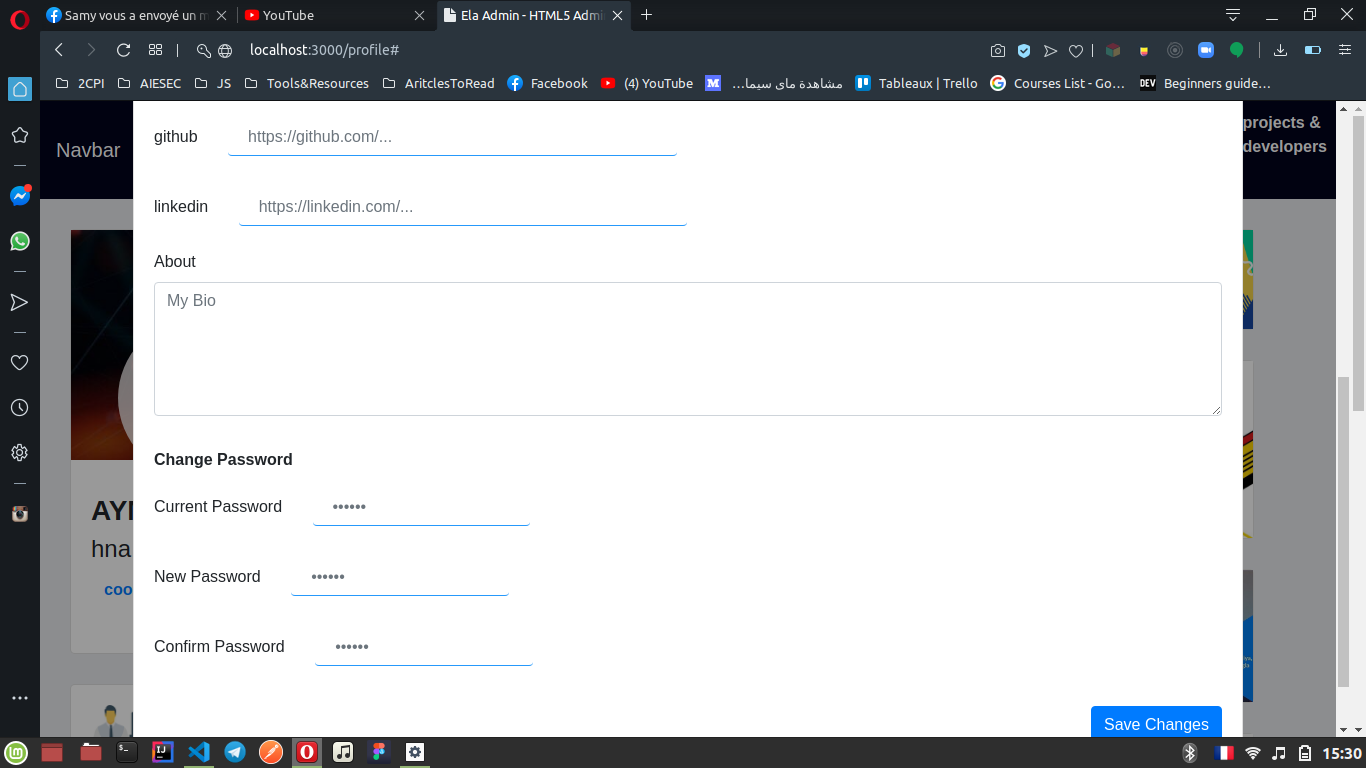 Samy vous a envoyé un m
YouTube
Ela Admin - HTML5 Admi
localhost:3000/profile#
2CPI
AIESEC
JS
Tools&Resources
AritclesToRead
Facebook
(4) YouTube
M
مشاهدة ماى سيما...
Tableaux | Trello
Courses List - Go...
DEV
Beginners guide...
Navbar
projects &
developers
github
https://github.com/...
linkedin
https://linkedin.com/...
About
My Bio
Change Password
Current Password
••••••
New Password
••••••
Confirm Password
••••••
Save Changes
hna
coo
IJ
15:30